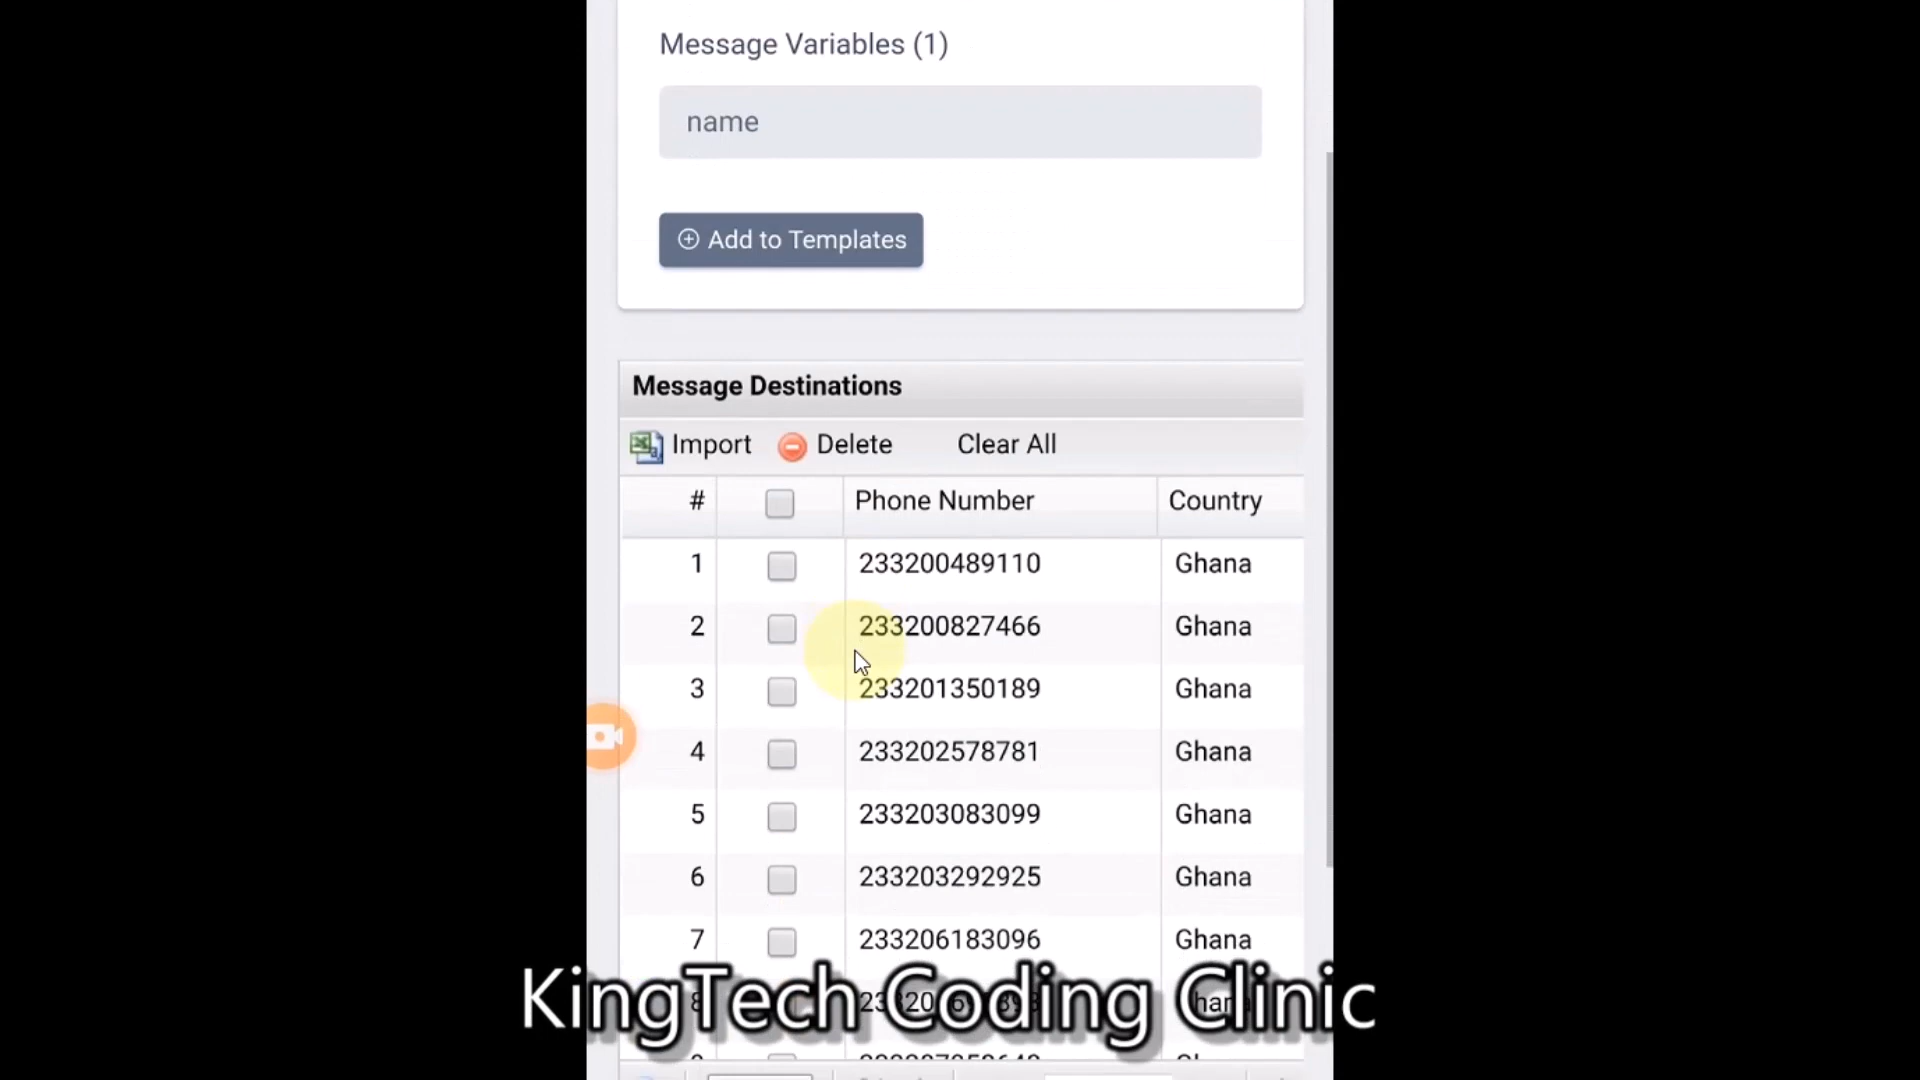 Message Variables (1)
name
Add to Templates
Message Destinations
Import Delete Clear All
# Phone Number Country
1 233200489110 Ghana
2 233200827466 Ghana
3 233201350189 Ghana
4 233202578781 Ghana
5 233203083099 Ghana
6 233203292925 Ghana
7 233206183096 Ghana
KingTech Coding Clinic